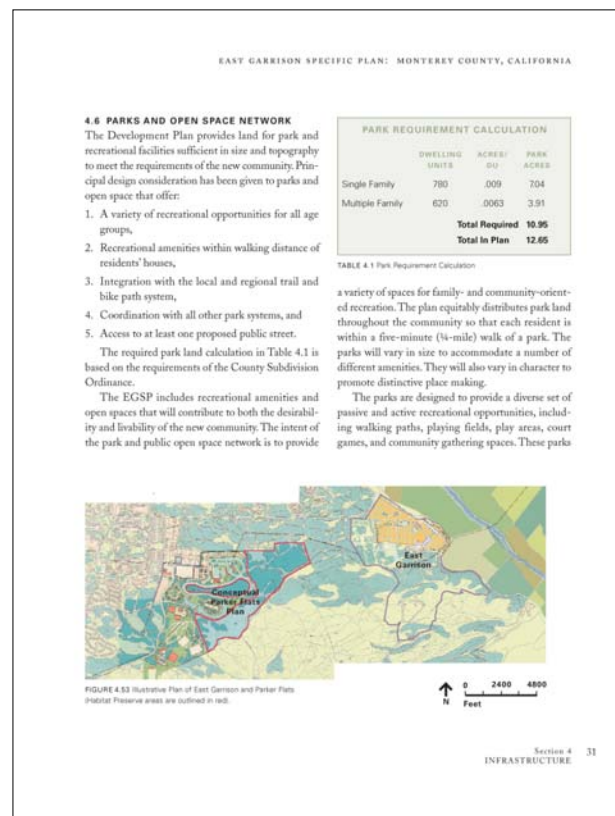 EAST GARRISON SPECIFIC PLAN: MONTEREY COUNTY, CALIFORNIA
4.6 PARKS AND OPEN SPACE NETWORK
The Development Plan provides land for park and
recreational facilities sufficient in size and topography
to meet the requirements of the new community. Prin-
cipal design consideration has been given to parks and
open space that offer:
1. A variety of recreational opportunities for all age
groups,
2. Recreational amenities within walking distance of
residents' houses,
3. Integration with the local and regional trail and
bike path system,
4. Coordination with all other park systems, and
5. Access to at least one proposed public street.
The required park land calculation in Table 4.1 is
based on the requirements of the County Subdivision
Ordinance.
The EGSP includes recreational amenities and
open spaces that will contribute to both the desirabil-
ity and livability of the new community. The intent of
the park and public open space network is to provide
PARK REQUIREMENT CALCULATION
DWELLING UNITS ACRES/DU PARK ACRES
Single Family 780 .009 7.04
Multiple Family 620 .0063 3.91
Total Required 10.95
Total In Plan 12.65
TABLE 4.1 Park Requirement Calculation
a variety of spaces for family- and community-orient-
ed recreation. The plan equitably distributes park land
throughout the community so that each resident is
within a five-minute (¼-mile) walk of a park. The
parks will vary in size to accommodate a number of
different amenities. They will also vary in character to
promote distinctive place making.
The parks are designed to provide a diverse set of
passive and active recreational opportunities, includ-
ing walking paths, playing fields, play areas, court
games, and community gathering spaces. These parks
Conceptual
Parker Flats
Plan
East
Garrison
FIGURE 4.53 Illustrative Plan of East Garrison and Parker Flats
(Habitat Preserve areas are outlined in red).
N
0 2400 4800
Feet
Section 4 31
INFRASTRUCTURE